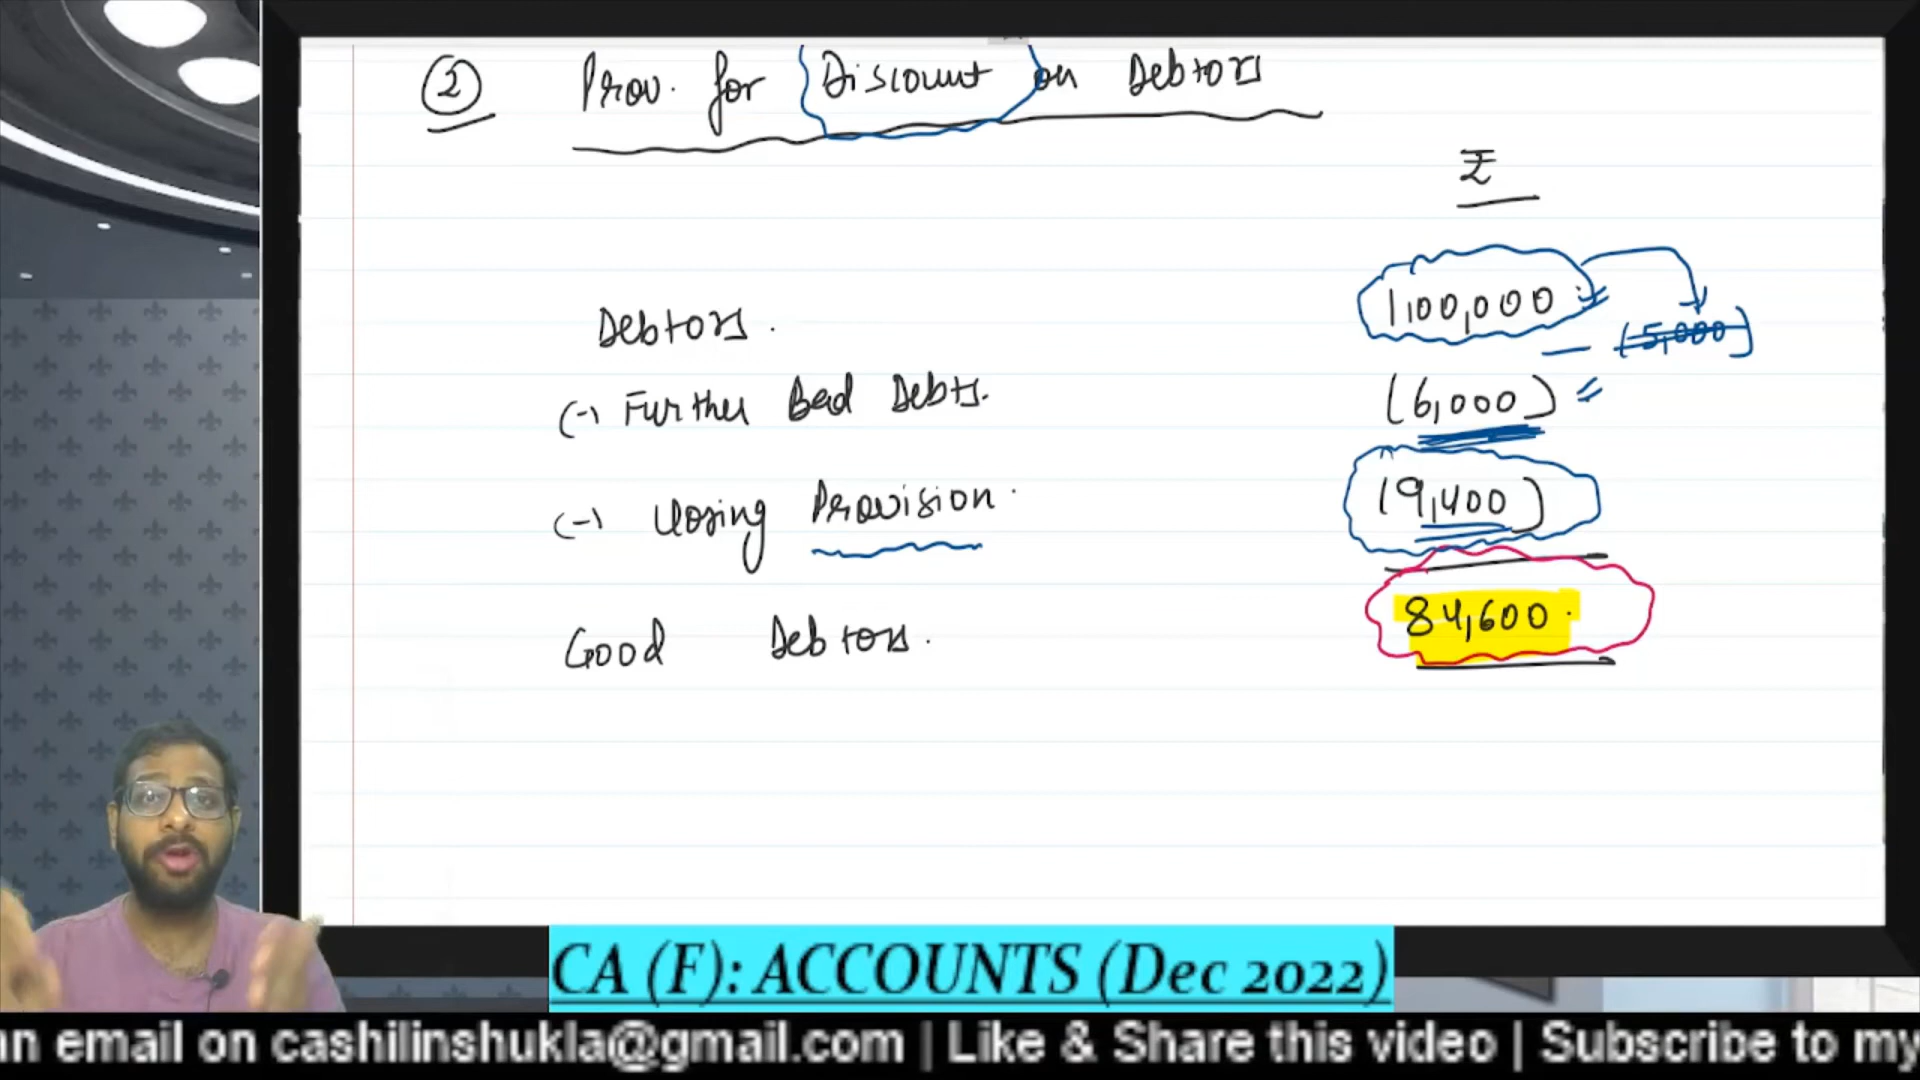 ② Prov. for Discount on Debtors
₹
Debtors. 1,00,000
(5,000)
(-) Further Bad Debts. (6,000)
(-) Closing Provision. (9,400)
Good Debtors. 84,600
CA (F): ACCOUNTS (Dec 2022)
n email on cashilinshukla@gmail.com | Like & Share this video | Subscribe to my